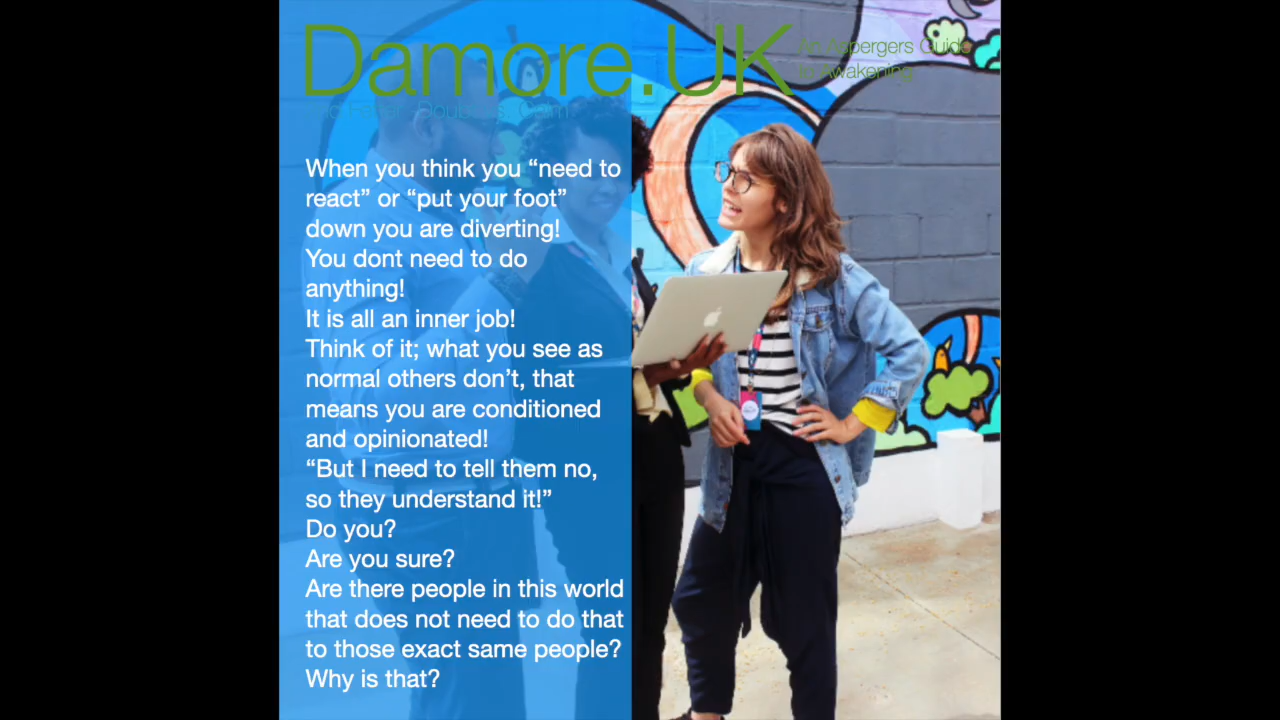 Damore.UK
An Aspergers Guide
to Awakening
When you think you “need to
react” or “put your foot”
down you are diverting!
You dont need to do
anything!
It is all an inner job!
Think of it; what you see as
normal others don’t, that
means you are conditioned
and opinionated!
“But I need to tell them no,
so they understand it!”
Do you?
Are you sure?
Are there people in this world
that does not need to do that
to those exact same people?
Why is that?